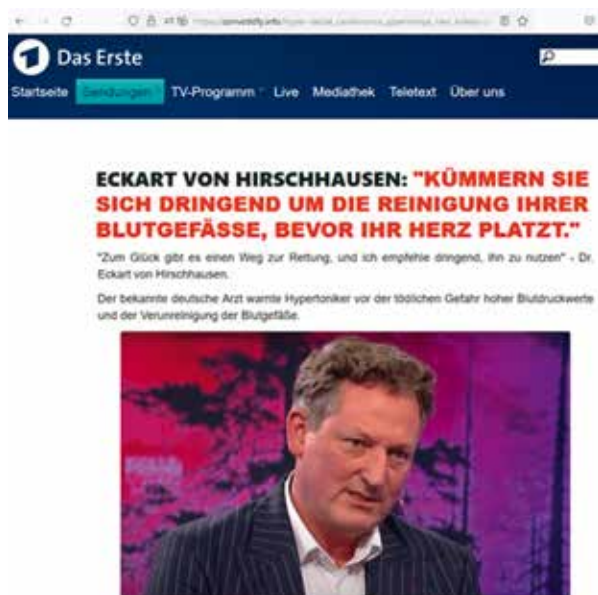 Das Erste
Startseite Sendungen TV-Programm Live Mediathek Teletext Über uns
ECKART VON HIRSCHHAUSEN: "KÜMMERN SIE
SICH DRINGEND UM DIE REINIGUNG IHRER
BLUTGEFÄSSE, BEVOR IHR HERZ PLATZT."
"Zum Glück gibt es einen Weg zur Rettung, und ich empfehle dringend, ihn zu nutzen" - Dr.
Eckart von Hirschhausen.
Der bekannte deutsche Arzt warnte Hypertoniker vor der tödlichen Gefahr hoher Blutdruckwerte
und der Verunreinigung der Blutgefäße.